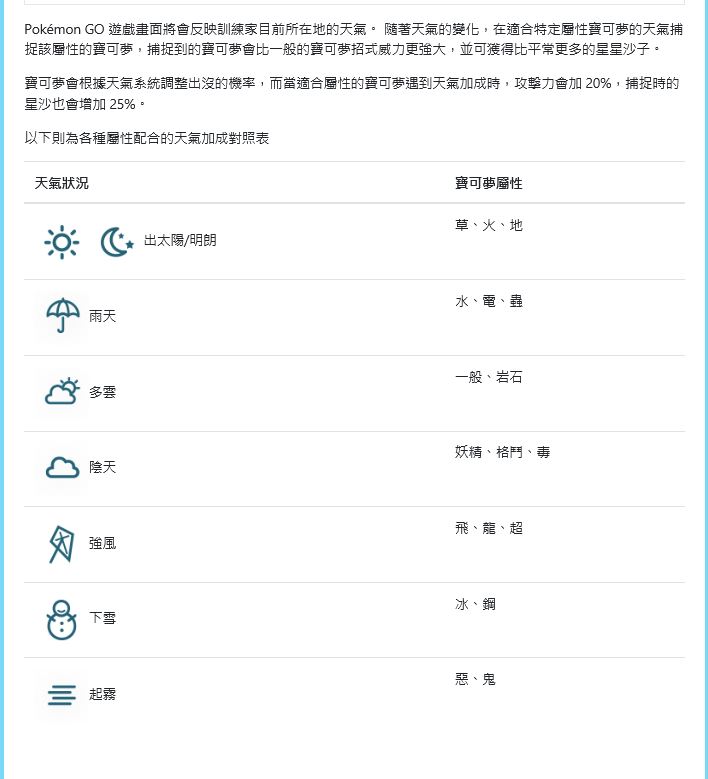 Pokémon GO 遊戲畫面將會反映訓練家目前所在地的天氣。 隨著天氣的變化，在適合特定屬性寶可夢的天氣捕
捉該屬性的寶可夢，捕捉到的寶可夢會比一般的寶可夢招式威力更強大，並可獲得比平常更多的星星沙子。
寶可夢會根據天氣系統調整出沒的機率，而當適合屬性的寶可夢遇到天氣加成時，攻擊力會加 20%，捕捉時的
星沙也會增加 25%。
以下則為各種屬性配合的天氣加成對照表
天氣狀況 寶可夢屬性
出太陽/明朗 草、火、地
雨天 水、電、蟲
多雲 一般、岩石
陰天 妖精、格鬥、毒
強風 飛、龍、超
下雪 冰、鋼
起霧 惡、鬼